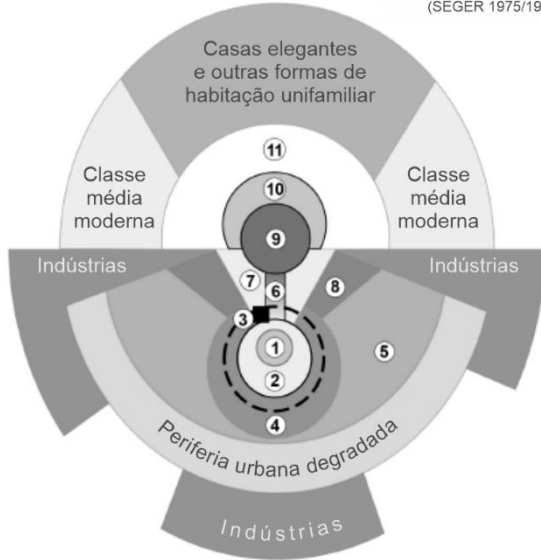 (SEGER 1975/19
Casas elegantes
e outras formas de
habitação unifamiliar
11
Classe
média
moderna
10
Classe
média
moderna
9
Indústrias
Indústrias
7
6
8
3
1
5
2
4
Periferia urbana degradada
Indústrias